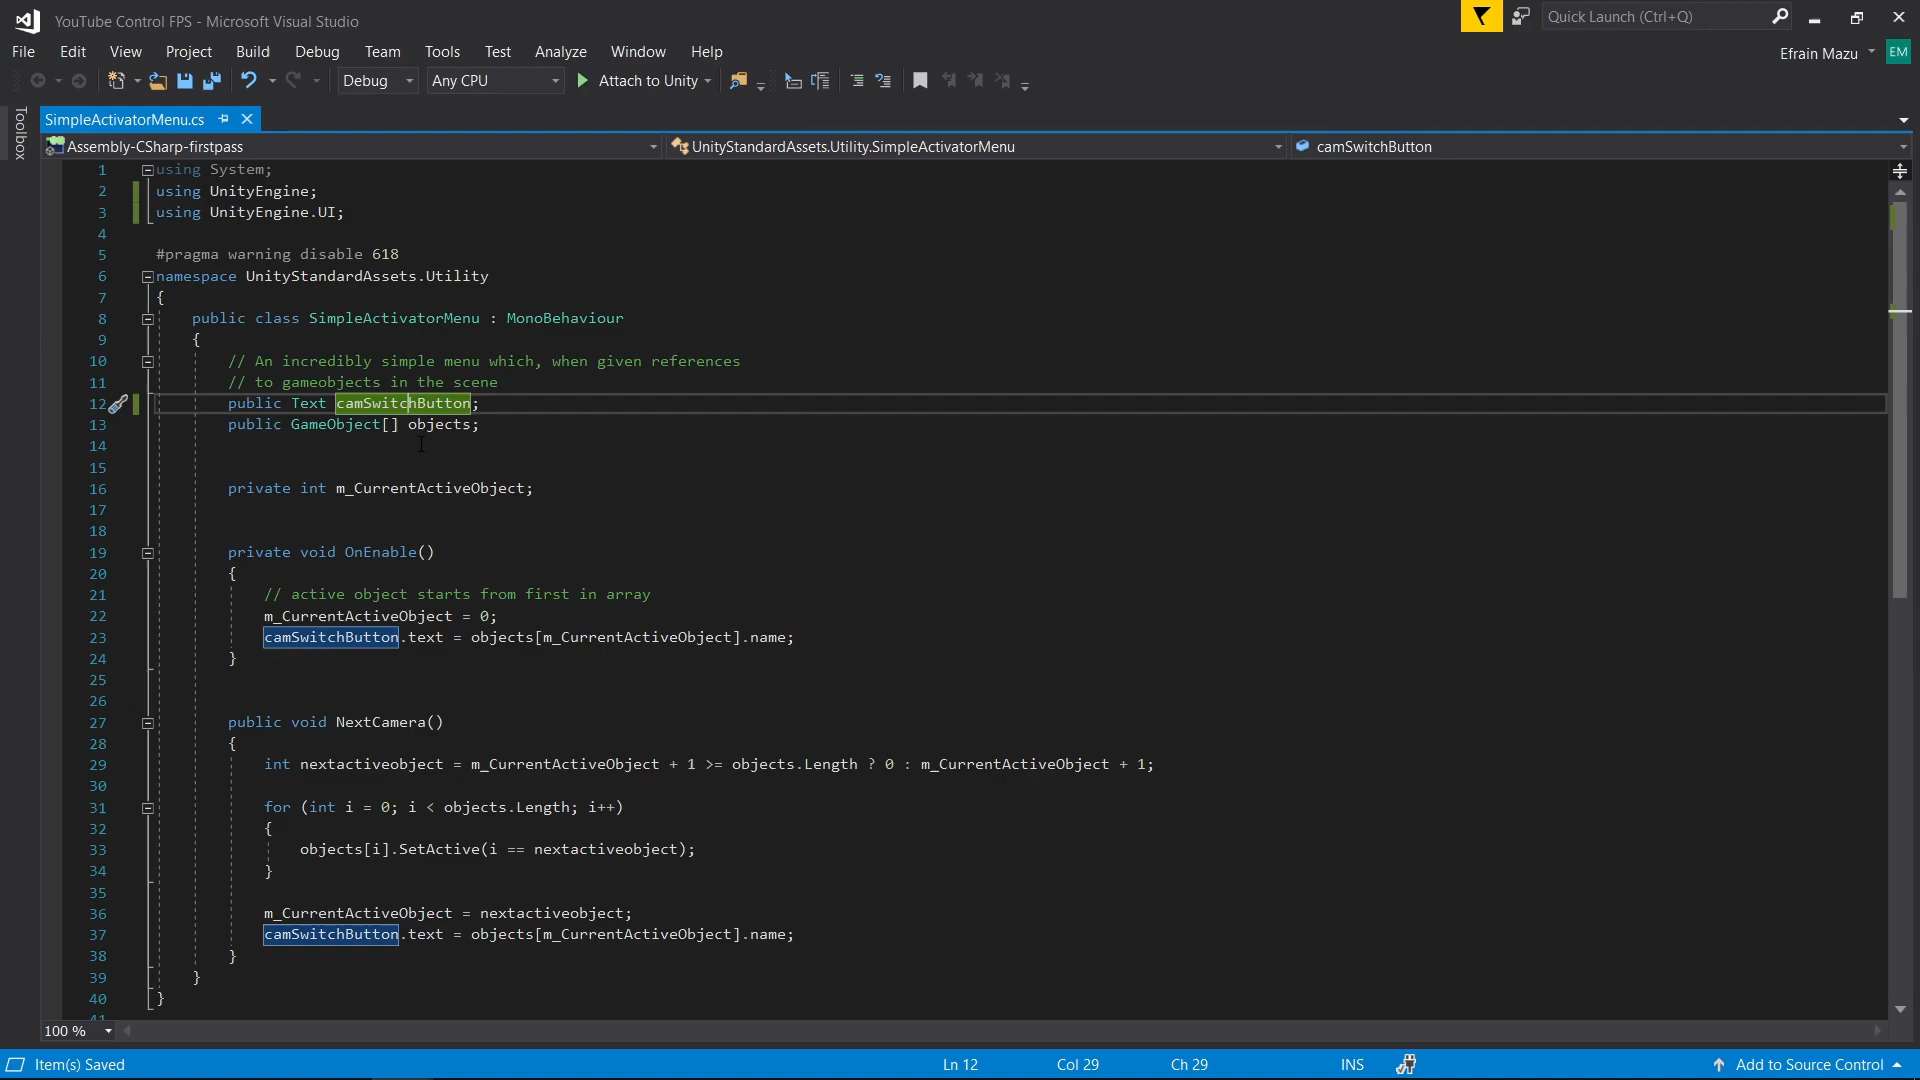 YouTube Control FPS - Microsoft Visual Studio
Quick Launch (Ctrl+Q)
File Edit View Project Build Debug Team Tools Test Analyze Window Help
Efrain Mazu EM
Debug Any CPU Attach to Unity
Toolbox
SimpleActivatorMenu.cs
Assembly-CSharp-firstpass UnityStandardAssets.Utility.SimpleActivatorMenu camSwitchButton
1 using System;
2 using UnityEngine;
3 using UnityEngine.UI;
4
5 #pragma warning disable 618
6 namespace UnityStandardAssets.Utility
7 {
8 public class SimpleActivatorMenu : MonoBehaviour
9 {
10 // An incredibly simple menu which, when given references
11 // to gameobjects in the scene
12 public Text camSwitchButton;
13 public GameObject[] objects;
14
15
16 private int m_CurrentActiveObject;
17
18
19 private void OnEnable()
20 {
21 // active object starts from first in array
22 m_CurrentActiveObject = 0;
23 camSwitchButton.text = objects[m_CurrentActiveObject].name;
24 }
25
26
27 public void NextCamera()
28 {
29 int nextactiveobject = m_CurrentActiveObject + 1 >= objects.Length ? 0 : m_CurrentActiveObject + 1;
30
31 for (int i = 0; i < objects.Length; i++)
32 {
33 objects[i].SetActive(i == nextactiveobject);
34 }
35
36 m_CurrentActiveObject = nextactiveobject;
37 camSwitchButton.text = objects[m_CurrentActiveObject].name;
38 }
39 }
40 }
41
100 %
Item(s) Saved Ln 12 Col 29 Ch 29 INS Add to Source Control